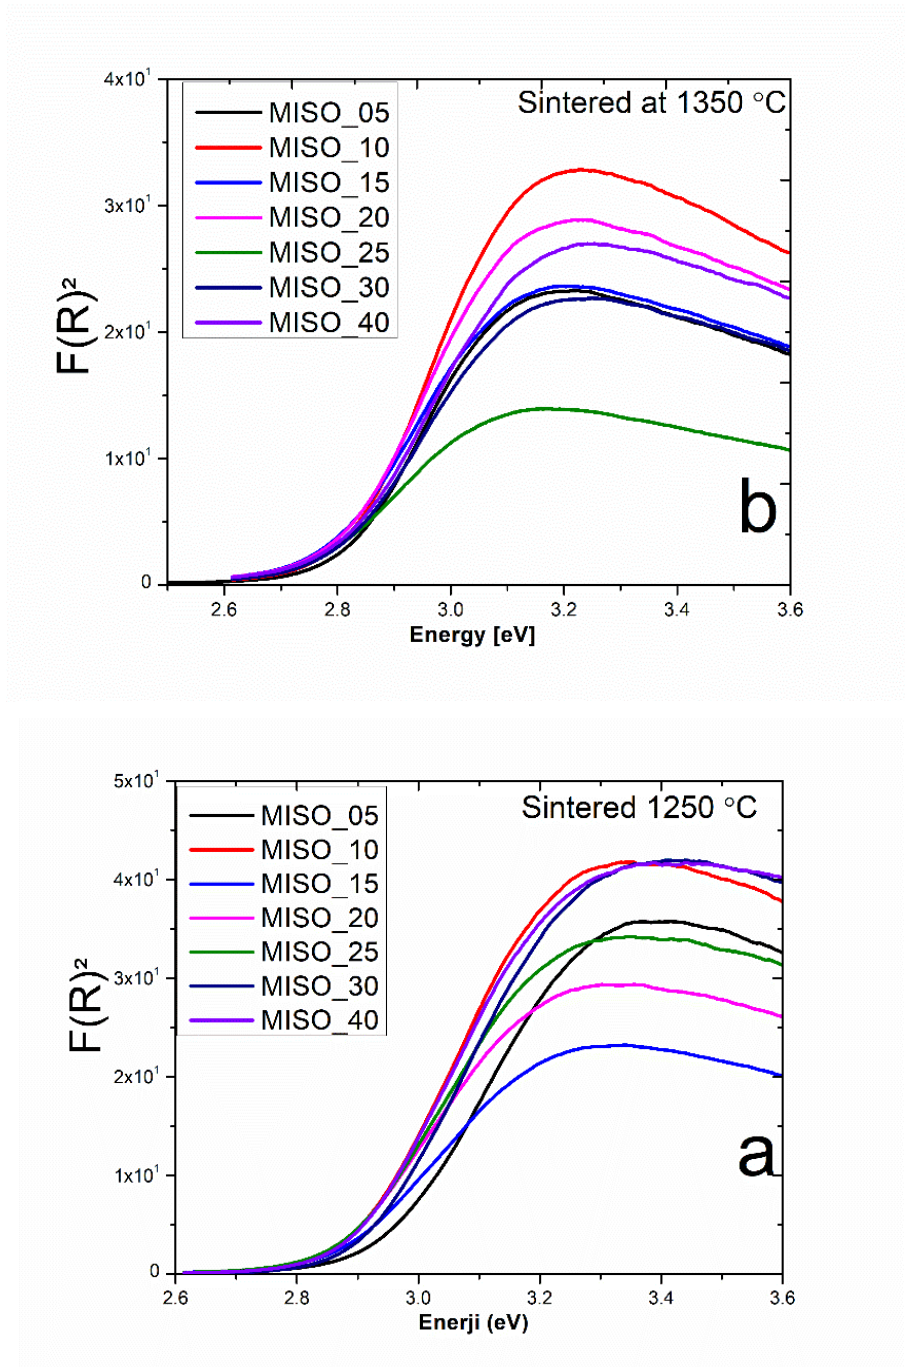 4x10¹
3x10¹
2x10¹
1x10¹
0
F(R)²
MISO_05
MISO_10
MISO_15
MISO_20
MISO_25
MISO_30
MISO_40
Sintered at 1350 °C
b
2.6 2.8 3.0 3.2 3.4 3.6
Energy [eV]
5x10¹
4x10¹
3x10¹
2x10¹
1x10¹
0
F(R)²
MISO_05
MISO_10
MISO_15
MISO_20
MISO_25
MISO_30
MISO_40
Sintered 1250 °C
a
2.6 2.8 3.0 3.2 3.4 3.6
Enerji (eV)